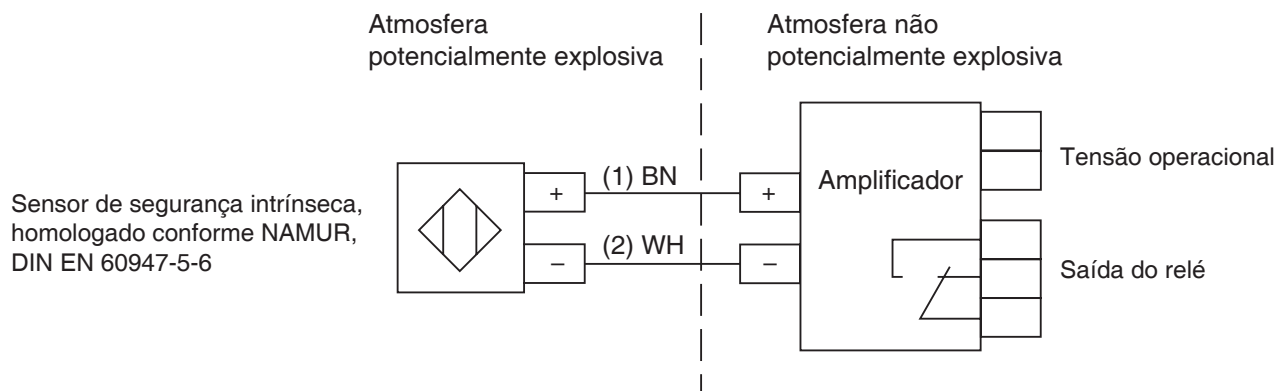 Atmosfera
potencialmente explosiva
Atmosfera não
potencialmente explosiva
Sensor de segurança intrínseca,
homologado conforme NAMUR,
DIN EN 60947-5-6
+
(1) BN
+
–
(2) WH
–
Amplificador
Tensão operacional
Saída do relé